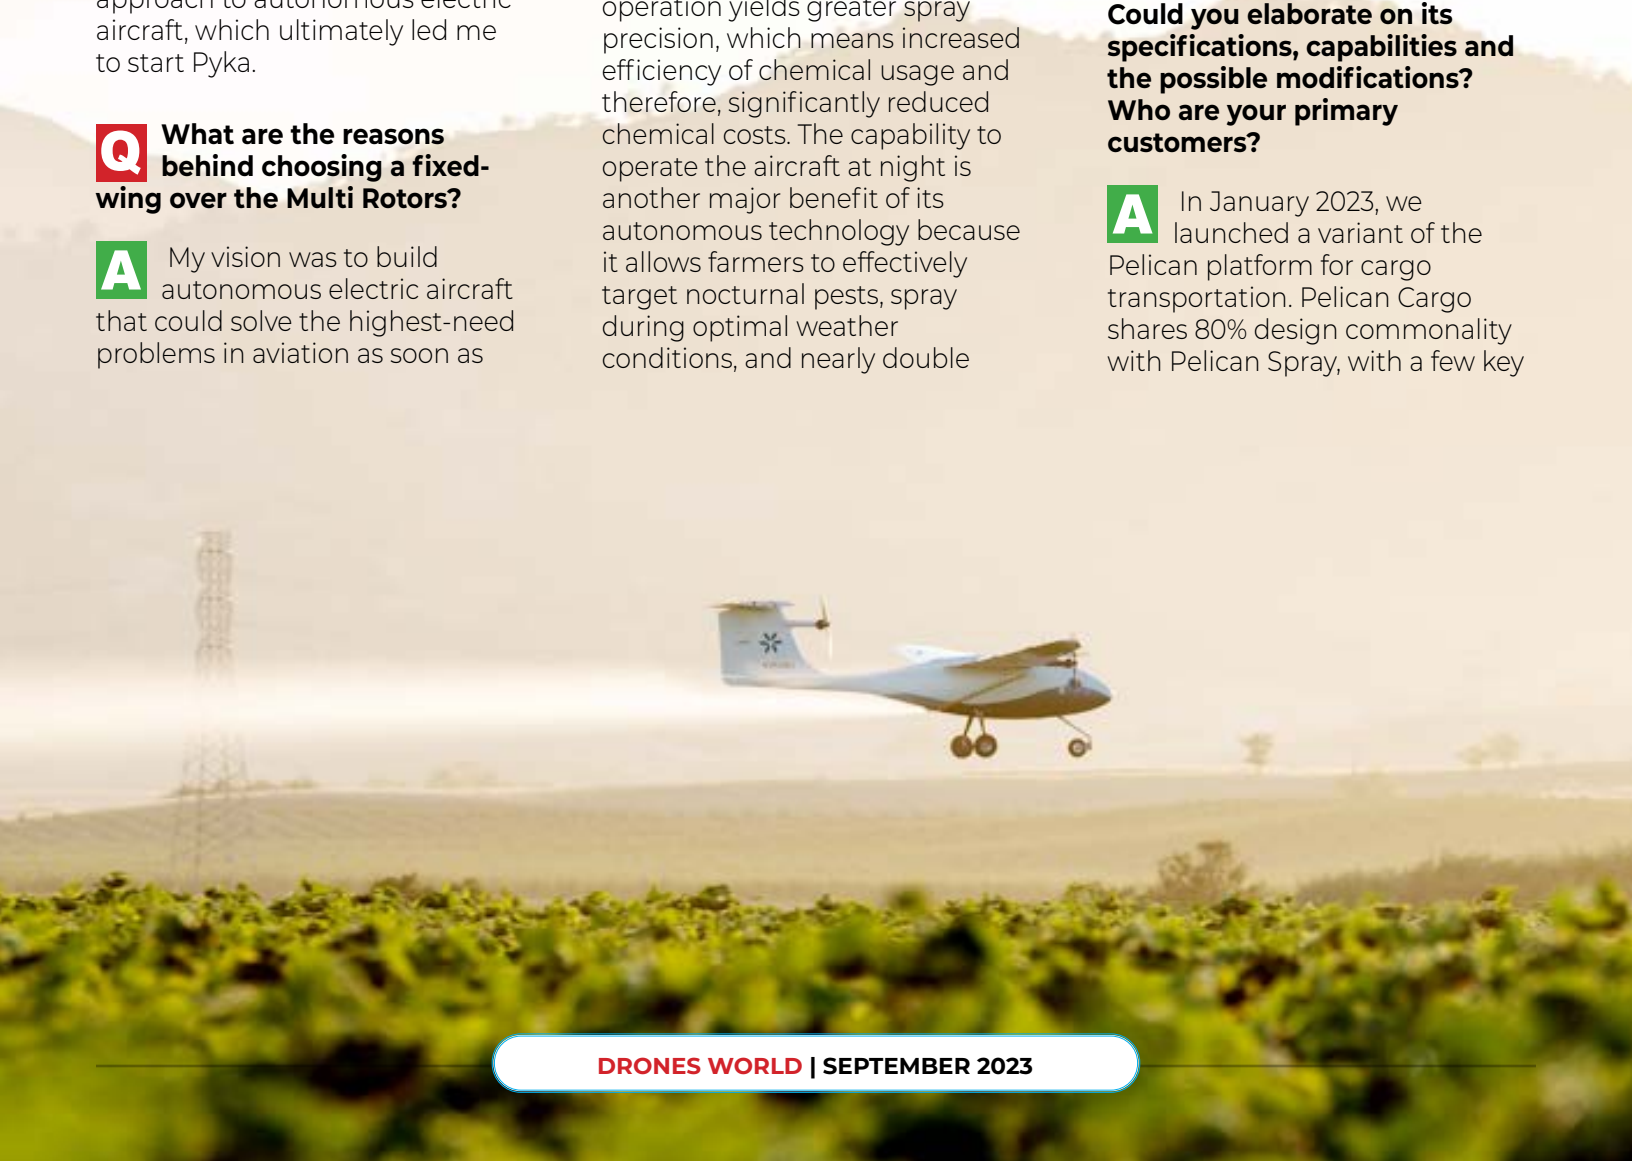 approach to autonomous electric
aircraft, which ultimately led me
to start Pyka.
Q What are the reasons
behind choosing a fixed-
wing over the Multi Rotors?
A My vision was to build
autonomous electric aircraft
that could solve the highest-need
problems in aviation as soon as
operation yields greater spray
precision, which means increased
efficiency of chemical usage and
therefore, significantly reduced
chemical costs. The capability to
operate the aircraft at night is
another major benefit of its
autonomous technology because
it allows farmers to effectively
target nocturnal pests, spray
during optimal weather
conditions, and nearly double
Could you elaborate on its
specifications, capabilities and
the possible modifications?
Who are your primary
customers?
A In January 2023, we
launched a variant of the
Pelican platform for cargo
transportation. Pelican Cargo
shares 80% design commonality
with Pelican Spray, with a few key
DRONES WORLD | SEPTEMBER 2023